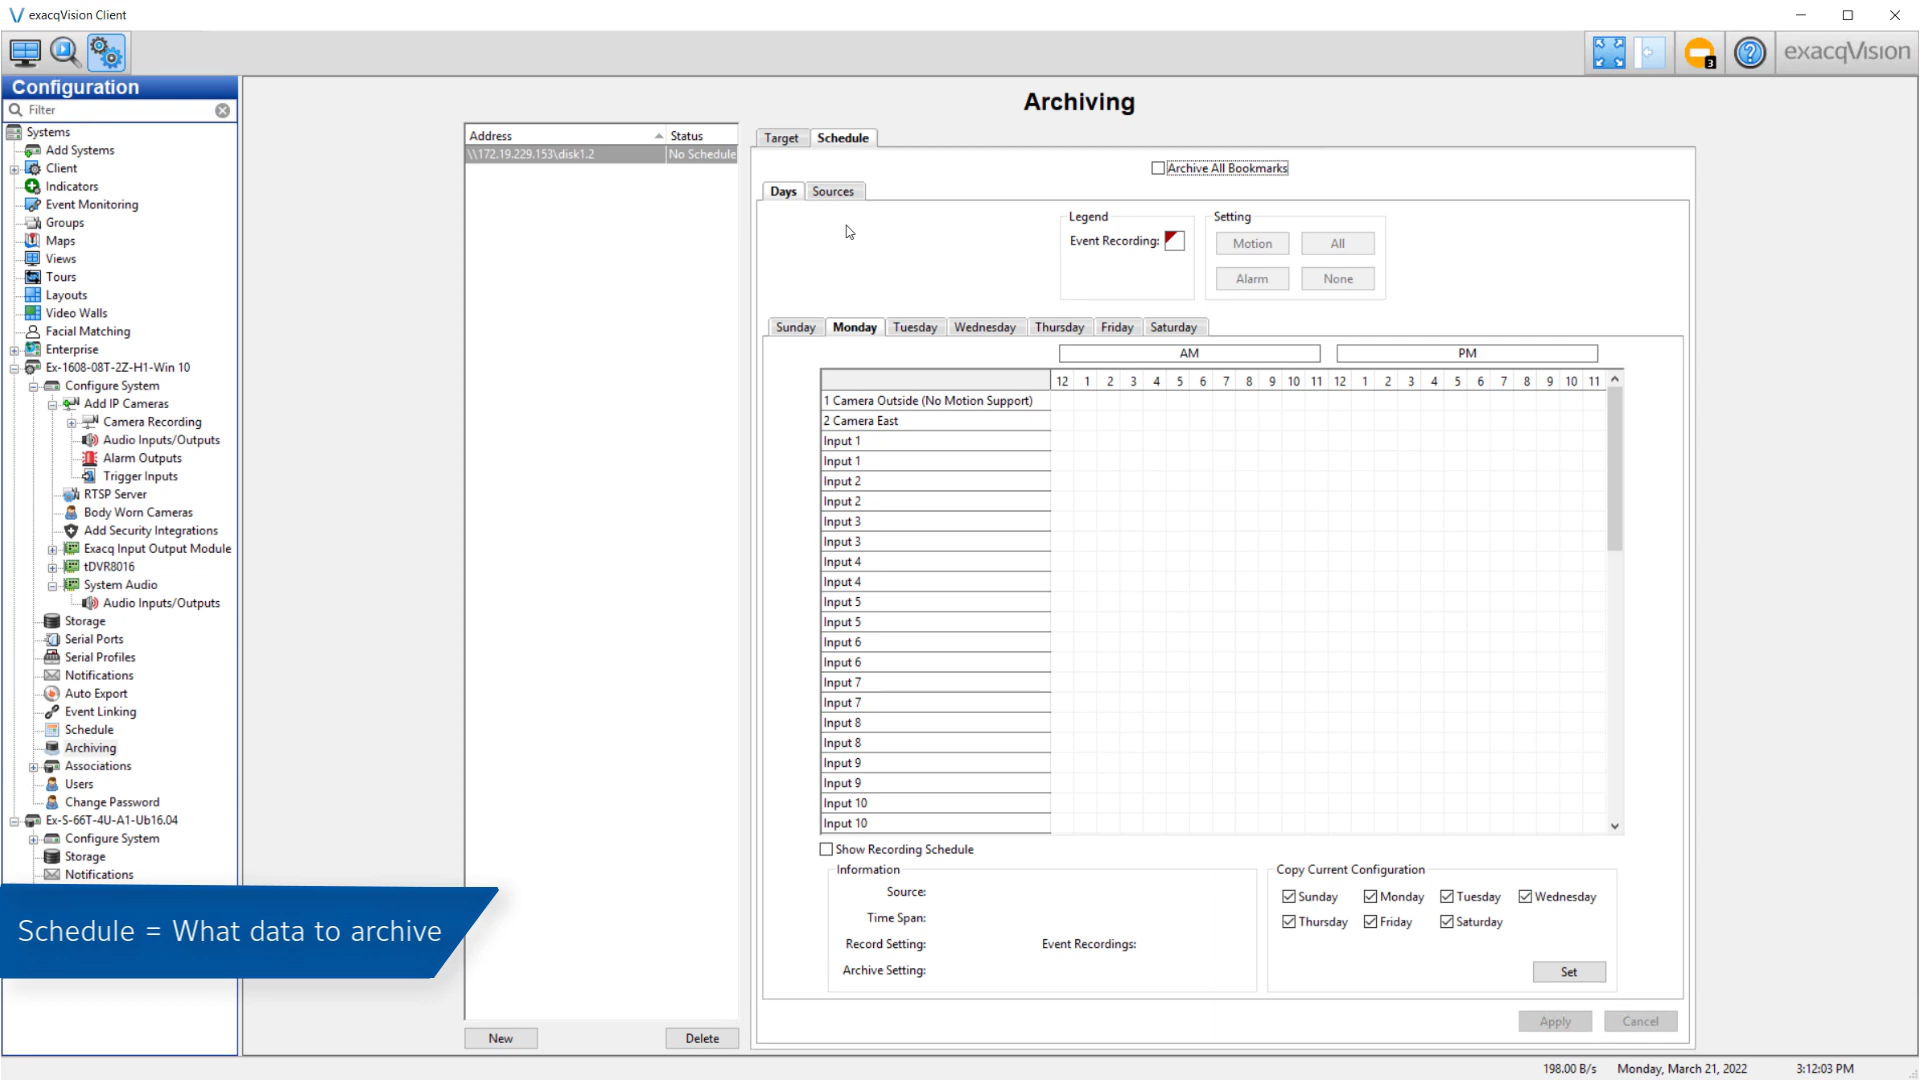 exacqVision Client
exacqVision
3
Configuration
Filter
Systems
Add Systems
Client
Indicators
Event Monitoring
Groups
Maps
Views
Tours
Layouts
Video Walls
Facial Matching
Enterprise
Ex-1608-08T-2Z-H1-Win 10
Configure System
Add IP Cameras
Camera Recording
Audio Inputs/Outputs
Alarm Outputs
Trigger Inputs
RTSP Server
Body Worn Cameras
Add Security Integrations
Exacq Input Output Module
tDVR8016
System Audio
Audio Inputs/Outputs
Storage
Serial Ports
Serial Profiles
Notifications
Auto Export
Event Linking
Schedule
Archiving
Associations
Users
Change Password
Ex-S-66T-4U-A1-Ub16.04
Configure System
Storage
Notifications
Schedule = What data to archive
Archiving
Address Status
\\172.19.229.153\disk1.2 No Schedule
New Delete
Target Schedule
Archive All Bookmarks
Days Sources
Legend
Event Recording:
Setting
Motion All
Alarm None
Sunday Monday Tuesday Wednesday Thursday Friday Saturday
AM PM
12 1 2 3 4 5 6 7 8 9 10 11 12 1 2 3 4 5 6 7 8 9 10 11
1 Camera Outside (No Motion Support)
2 Camera East
Input 1
Input 1
Input 2
Input 2
Input 3
Input 3
Input 4
Input 4
Input 5
Input 5
Input 6
Input 6
Input 7
Input 7
Input 8
Input 8
Input 9
Input 9
Input 10
Input 10
Show Recording Schedule
Information
Source:
Time Span:
Record Setting: Event Recordings:
Archive Setting:
Copy Current Configuration
Sunday Monday Tuesday Wednesday
Thursday Friday Saturday
Set
Apply Cancel
198.00 B/s Monday, March 21, 2022 3:12:03 PM